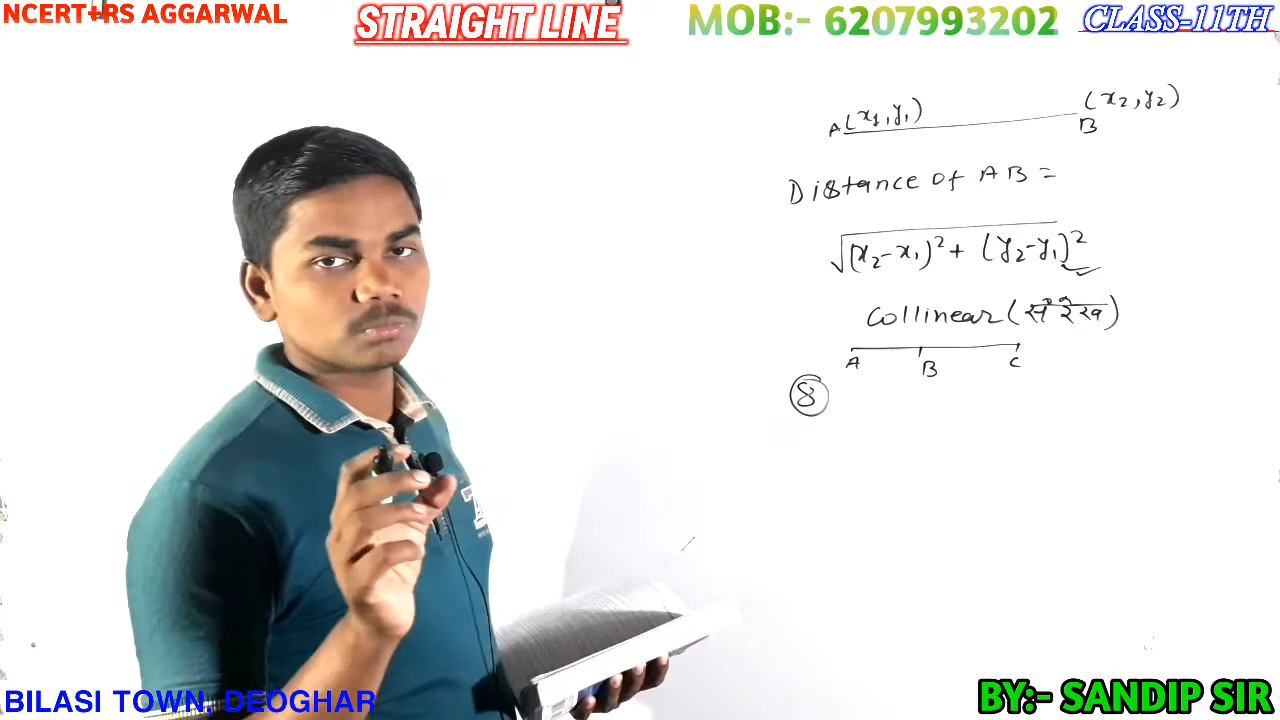 NCERT+RS AGGARWAL
STRAIGHT LINE
MOB:- 6207993202
CLASS-11TH
A(x1,y1)
(x2,y2)
B
Distance of AB =
√(x2-x1)²+(y2-y1)²
collinear (संरेख)
A B C
8
BILASI TOWN, DEOGHAR
BY:- SANDIP SIR